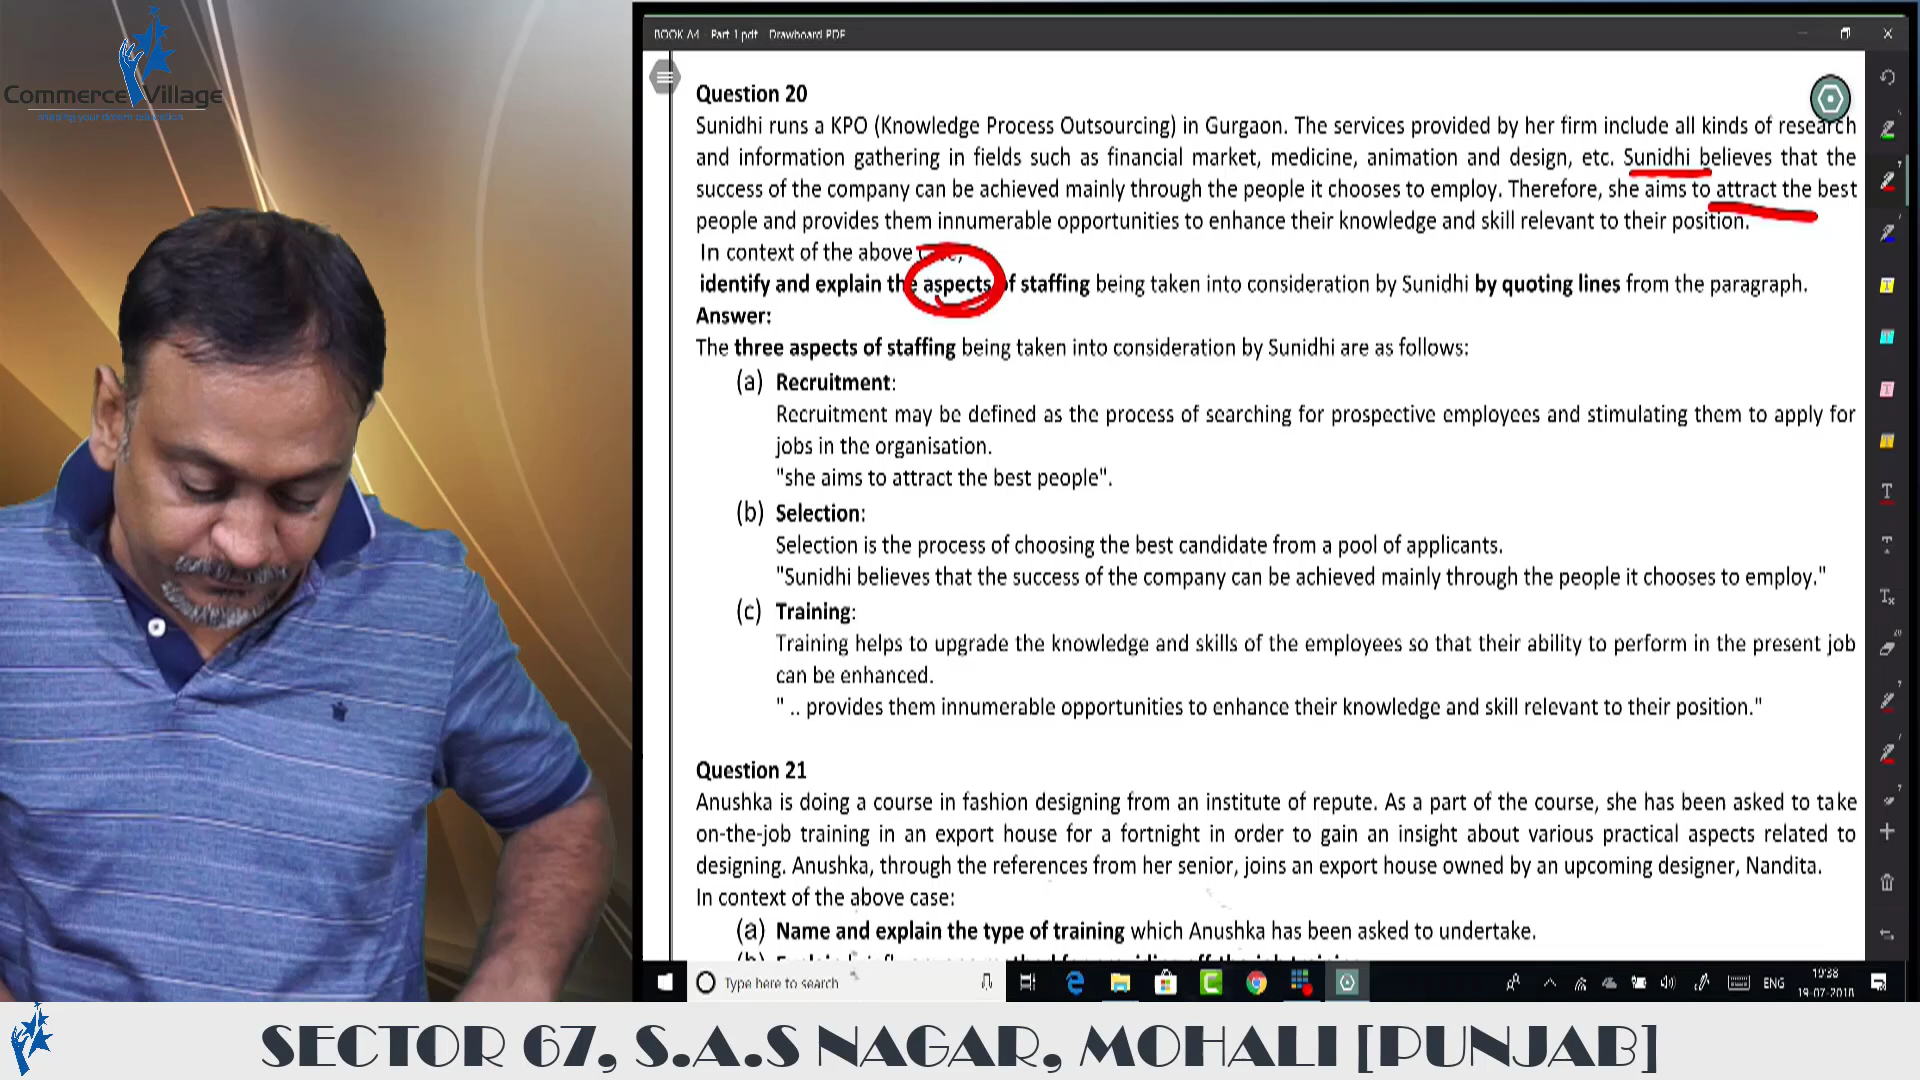 Commerce Village
BOOK A4 - Part 1.pdf - Drawboard PDF
Question 20
Sunidhi runs a KPO (Knowledge Process Outsourcing) in Gurgaon. The services provided by her firm include all kinds of research
and information gathering in fields such as financial market, medicine, animation and design, etc. Sunidhi believes that the
success of the company can be achieved mainly through the people it chooses to employ. Therefore, she aims to attract the best
people and provides them innumerable opportunities to enhance their knowledge and skill relevant to their position.
In context of the above case,
identify and explain the aspects of staffing being taken into consideration by Sunidhi by quoting lines from the paragraph.
Answer:
The three aspects of staffing being taken into consideration by Sunidhi are as follows:
(a) Recruitment:
Recruitment may be defined as the process of searching for prospective employees and stimulating them to apply for
jobs in the organisation.
"she aims to attract the best people".
(b) Selection:
Selection is the process of choosing the best candidate from a pool of applicants.
"Sunidhi believes that the success of the company can be achieved mainly through the people it chooses to employ."
(c) Training:
Training helps to upgrade the knowledge and skills of the employees so that their ability to perform in the present job
can be enhanced.
" .. provides them innumerable opportunities to enhance their knowledge and skill relevant to their position."
Question 21
Anushka is doing a course in fashion designing from an institute of repute. As a part of the course, she has been asked to take
on-the-job training in an export house for a fortnight in order to gain an insight about various practical aspects related to
designing. Anushka, through the references from her senior, joins an export house owned by an upcoming designer, Nandita.
In context of the above case:
(a) Name and explain the type of training which Anushka has been asked to undertake.
Type here to search
ENG
19:38
19-07-2018
SECTOR 67, S.A.S NAGAR, MOHALI [PUNJAB]